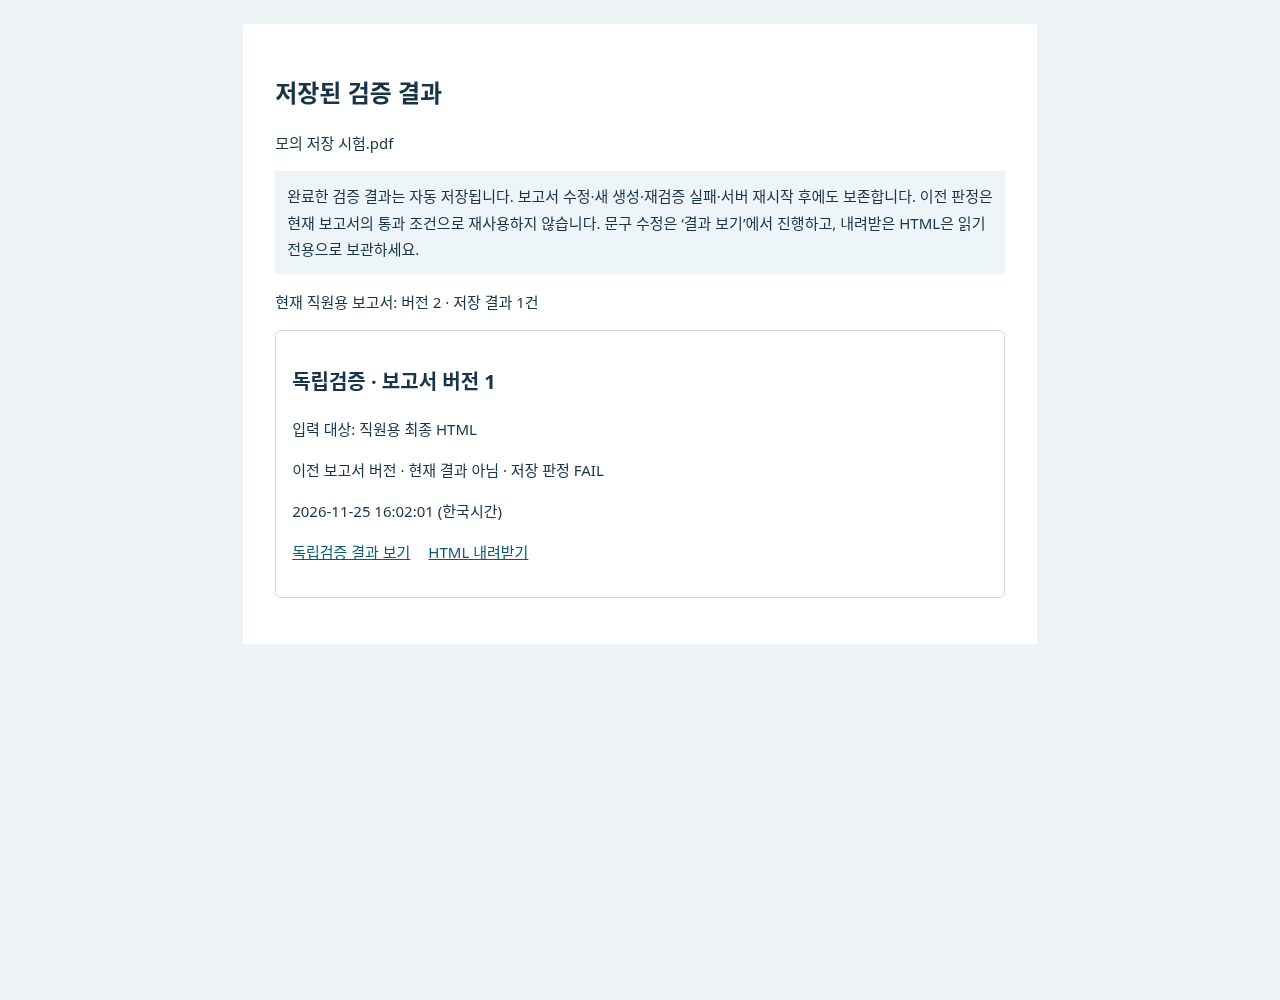 저장된 검증 결과
모의 저장 시험.pdf
완료한 검증 결과는 자동 저장됩니다. 보고서 수정·새 생성·재검증 실패·서버 재시작 후에도 보존합니다. 이전 판정은
현재 보고서의 통과 조건으로 재사용하지 않습니다. 문구 수정은 ‘결과 보기’에서 진행하고, 내려받은 HTML은 읽기
전용으로 보관하세요.
현재 직원용 보고서: 버전 2 · 저장 결과 1건
독립검증 · 보고서 버전 1
입력 대상: 직원용 최종 HTML
이전 보고서 버전 · 현재 결과 아님 · 저장 판정 FAIL
2026-11-25 16:02:01 (한국시간)
독립검증 결과 보기 HTML 내려받기